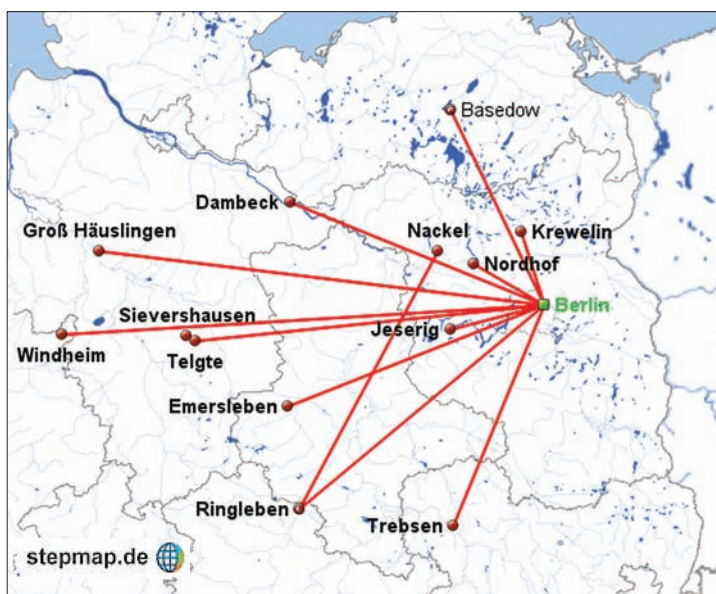 Basedow
Dambeck
Groß Häuslingen
Nackel
Krewelin
Nordhof
Berlin
Sievershausen
Jeserig
Windheim
Telgte
Emersleben
Ringleben
Trebsen
stepmap.de